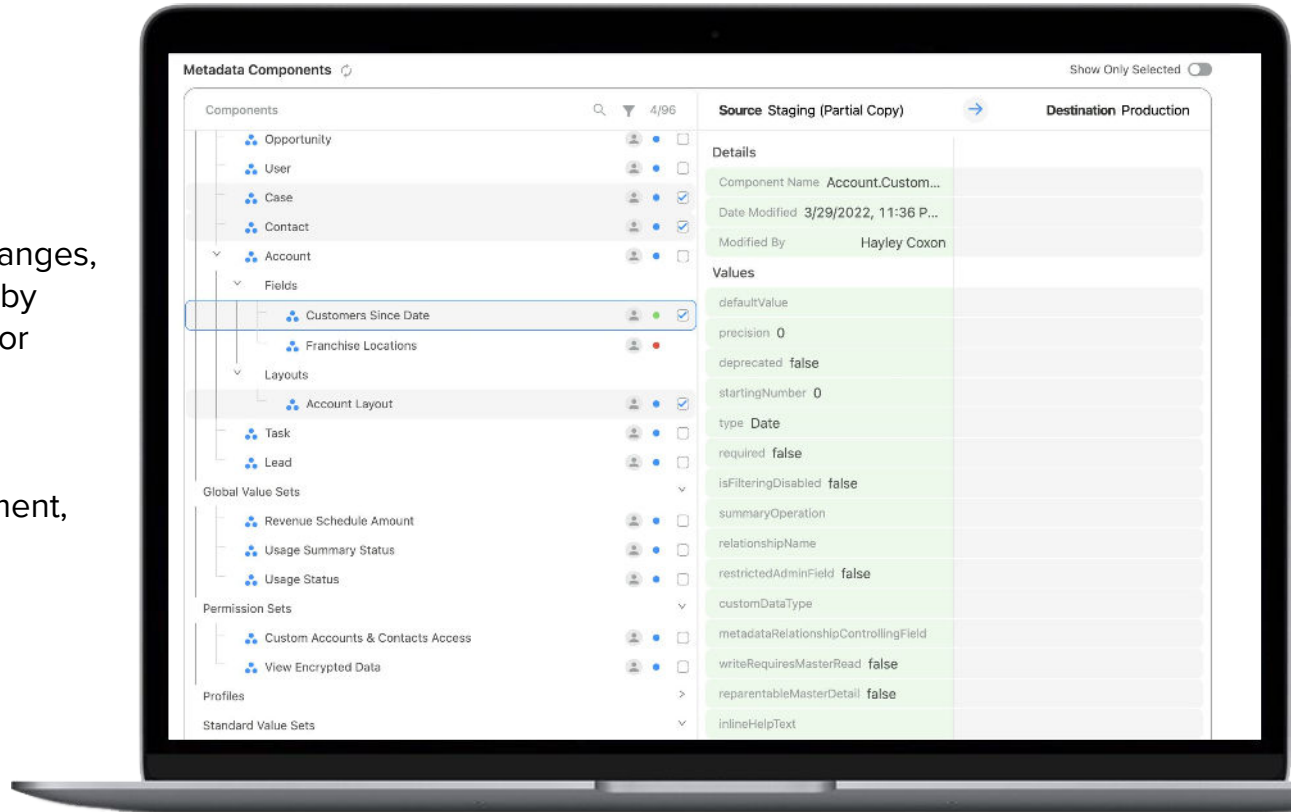 anges,
by
or
ment,
Metadata Components
Show Only Selected
Components 4/96
Source Staging (Partial Copy) Destination Production
Opportunity
User
Case
Contact
Account
Fields
Customers Since Date
Franchise Locations
Layouts
Account Layout
Task
Lead
Global Value Sets
Revenue Schedule Amount
Usage Summary Status
Usage Status
Permission Sets
Custom Accounts & Contacts Access
View Encrypted Data
Profiles
Standard Value Sets
Details
Component Name Account.Custom...
Date Modified 3/29/2022, 11:36 P...
Modified By Hayley Coxon
Values
defaultValue
precision 0
deprecated false
startingNumber 0
type Date
required false
isFilteringDisabled false
summaryOperation
relationshipName
restrictedAdminField false
customDataType
metadataRelationshipControllingField
writeRequiresMasterRead false
reparentableMasterDetail false
inlineHelpText